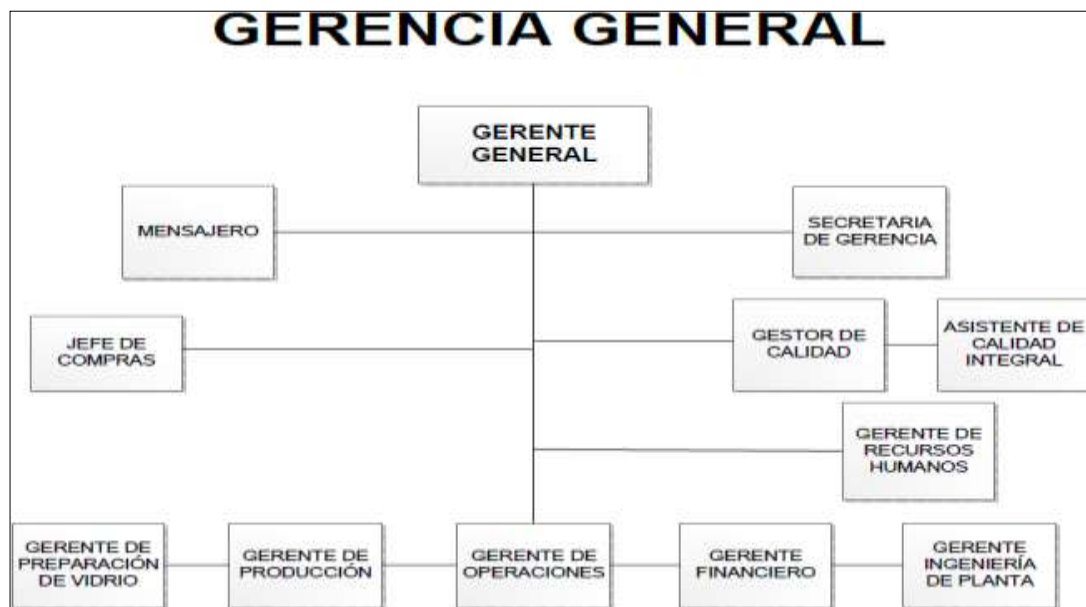 GERENCIA GENERAL
GERENTE
GENERAL
MENSAJERO
SECRETARIA
DE GERENCIA
JEFE DE
COMPRAS
GESTOR DE
CALIDAD
ASISTENTE DE
CALIDAD
INTEGRAL
GERENTE DE
RECURSOS
HUMANOS
GERENTE DE
PREPARACIÓN
DE VIDRIO
GERENTE DE
PRODUCCIÓN
GERENTE DE
OPERACIONES
GERENTE
FINANCIERO
GERENTE
INGENIERÍA
DE PLANTA